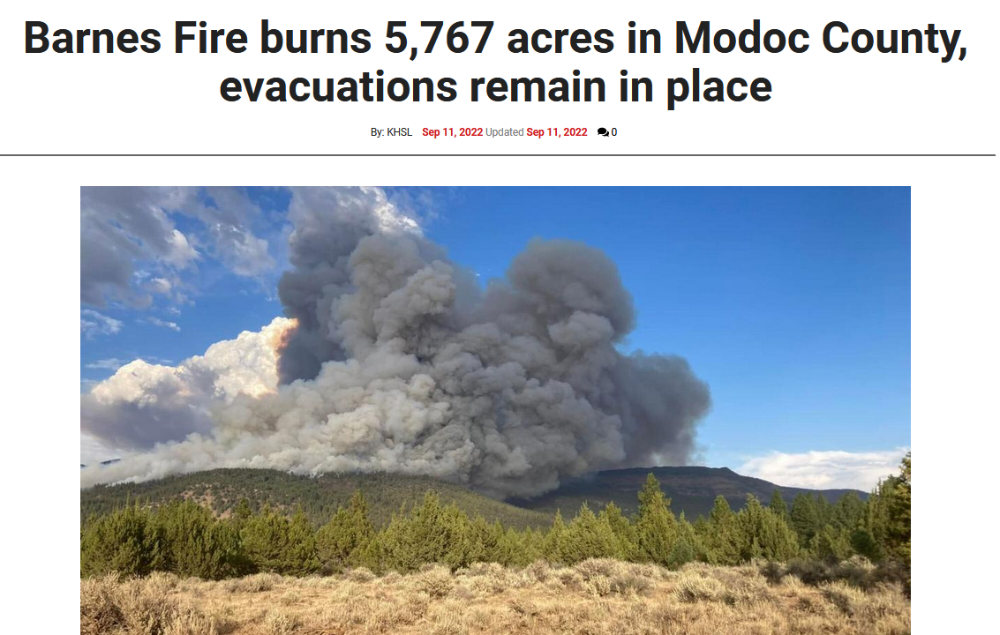 Barnes Fire burns 5,767 acres in Modoc County,
evacuations remain in place
By: KHSL Sep 11, 2022 Updated Sep 11, 2022 0